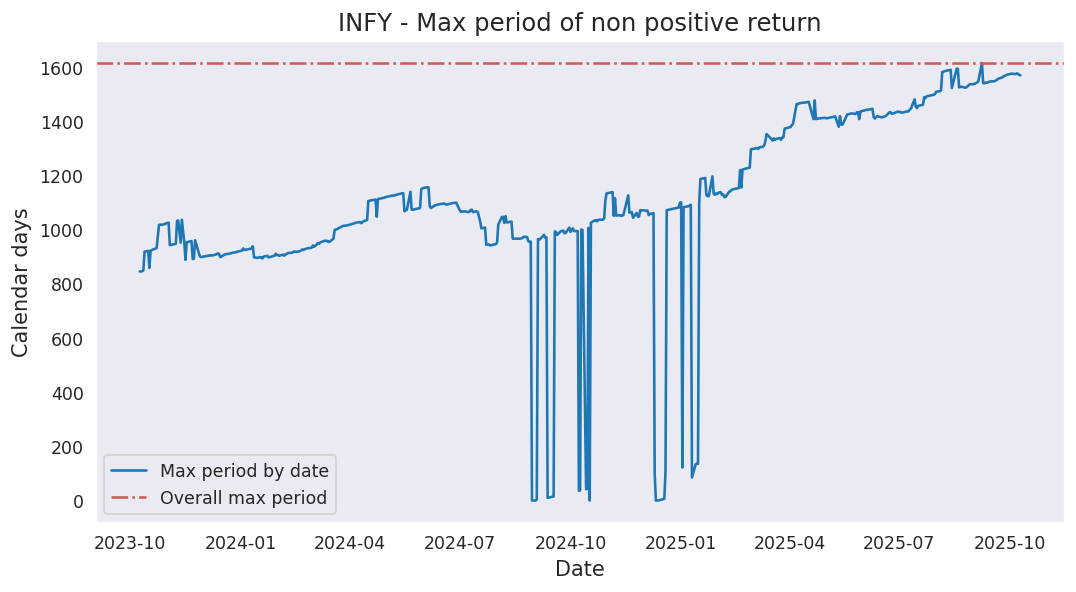 INFY - Max period of non positive return
1600
1400
1200
1000
800
600
400
200
0
Calendar days
Max period by date
Overall max period
2023-10 2024-01 2024-04 2024-07 2024-10 2025-01 2025-04 2025-07 2025-10
Date